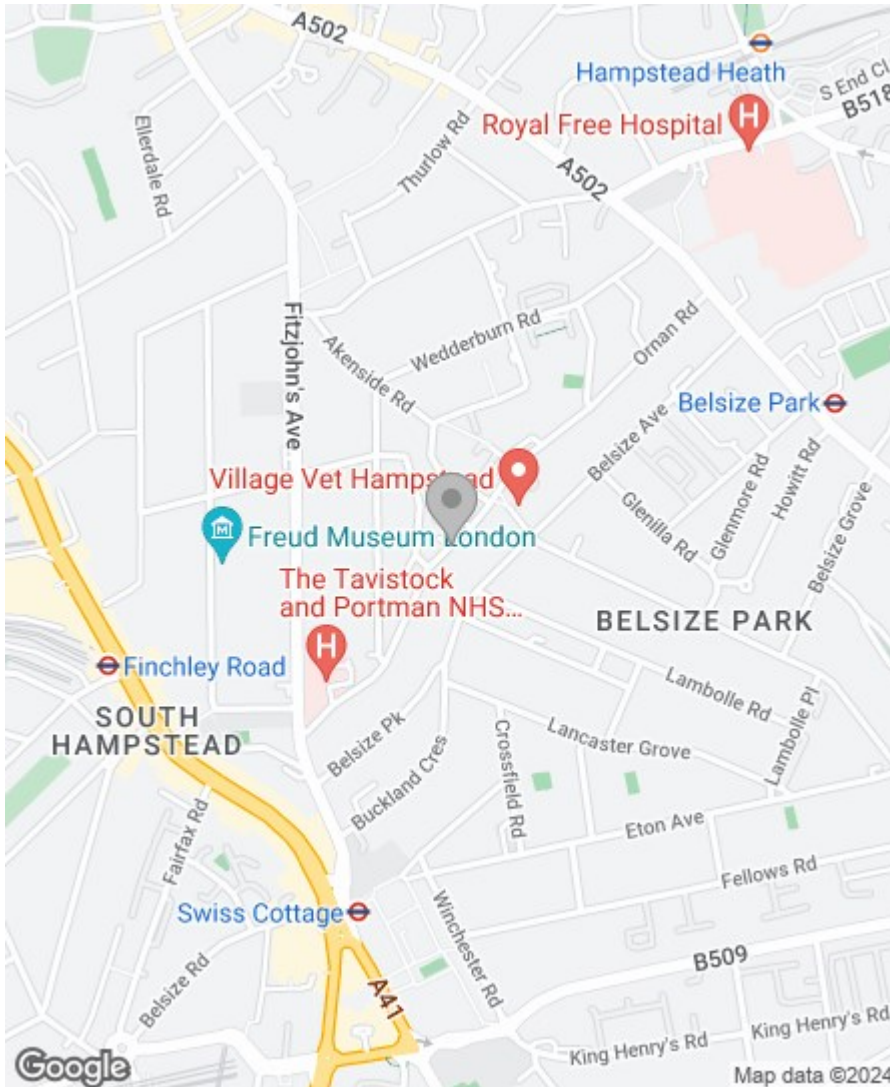 A502
Hampstead Heath
S End Cl
B518
Royal Free Hospital
H
Ellerdale Rd
Thurlow Rd
A502
Fitzjohn's Ave
Wedderburn Rd
Ornan Rd
Akenside Rd
Belsize Park
Belsize Ave
Village Vet Hampstead
Glenilla Rd
Glenmore Rd
Howitt Rd
Belsize Grove
M
Freud Museum London
The Tavistock
and Portman NHS...
H
BELSIZE PARK
Finchley Road
Lambolle Rd
SOUTH
HAMPSTEAD
Belsize Pk
Lancaster Grove
Lambolle Pl
Crossfield Rd
Buckland Cres
Eton Ave
Fairfax Rd
Fellows Rd
Swiss Cottage
Winchester Rd
B509
Belsize Rd
A41
King Henry's Rd
King Henry's Rd
Google
Map data ©2024